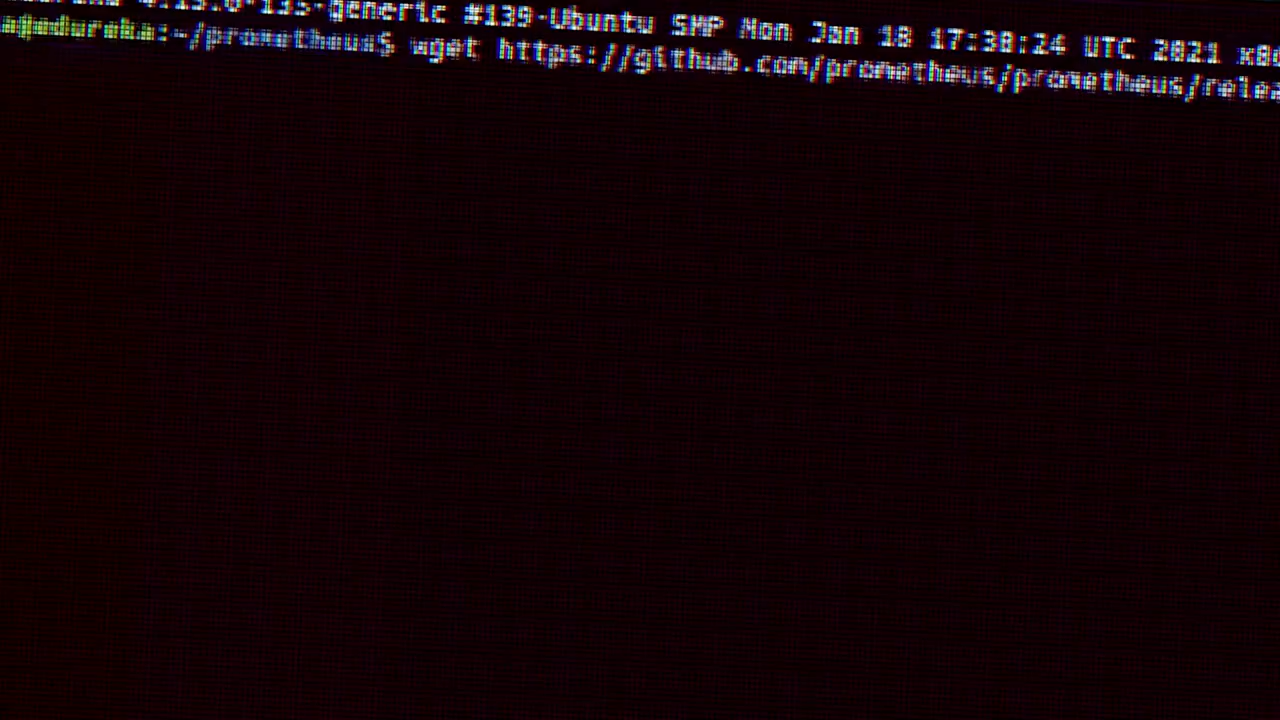 generic #139-Ubuntu SMP Mon Jan 18 17:38:24 UTC 2021 x86
:~/prometheus$ wget https://github.com/prometheus/prometheus/relea